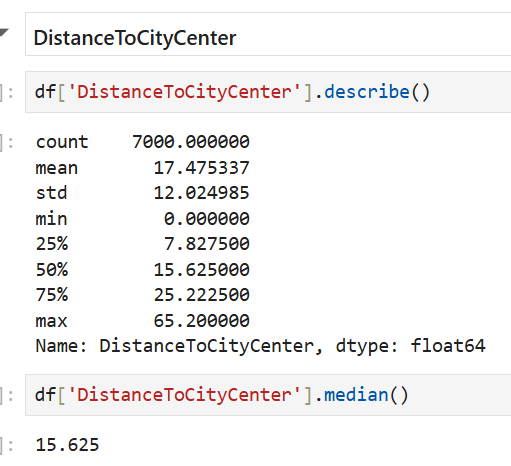 DistanceToCityCenter
]: df['DistanceToCityCenter'].describe()
]: count    7000.000000
mean       17.475337
std        12.024985
min         0.000000
25%         7.827500
50%        15.625000
75%        25.222500
max        65.200000
Name: DistanceToCityCenter, dtype: float64
]: df['DistanceToCityCenter'].median()
]: 15.625